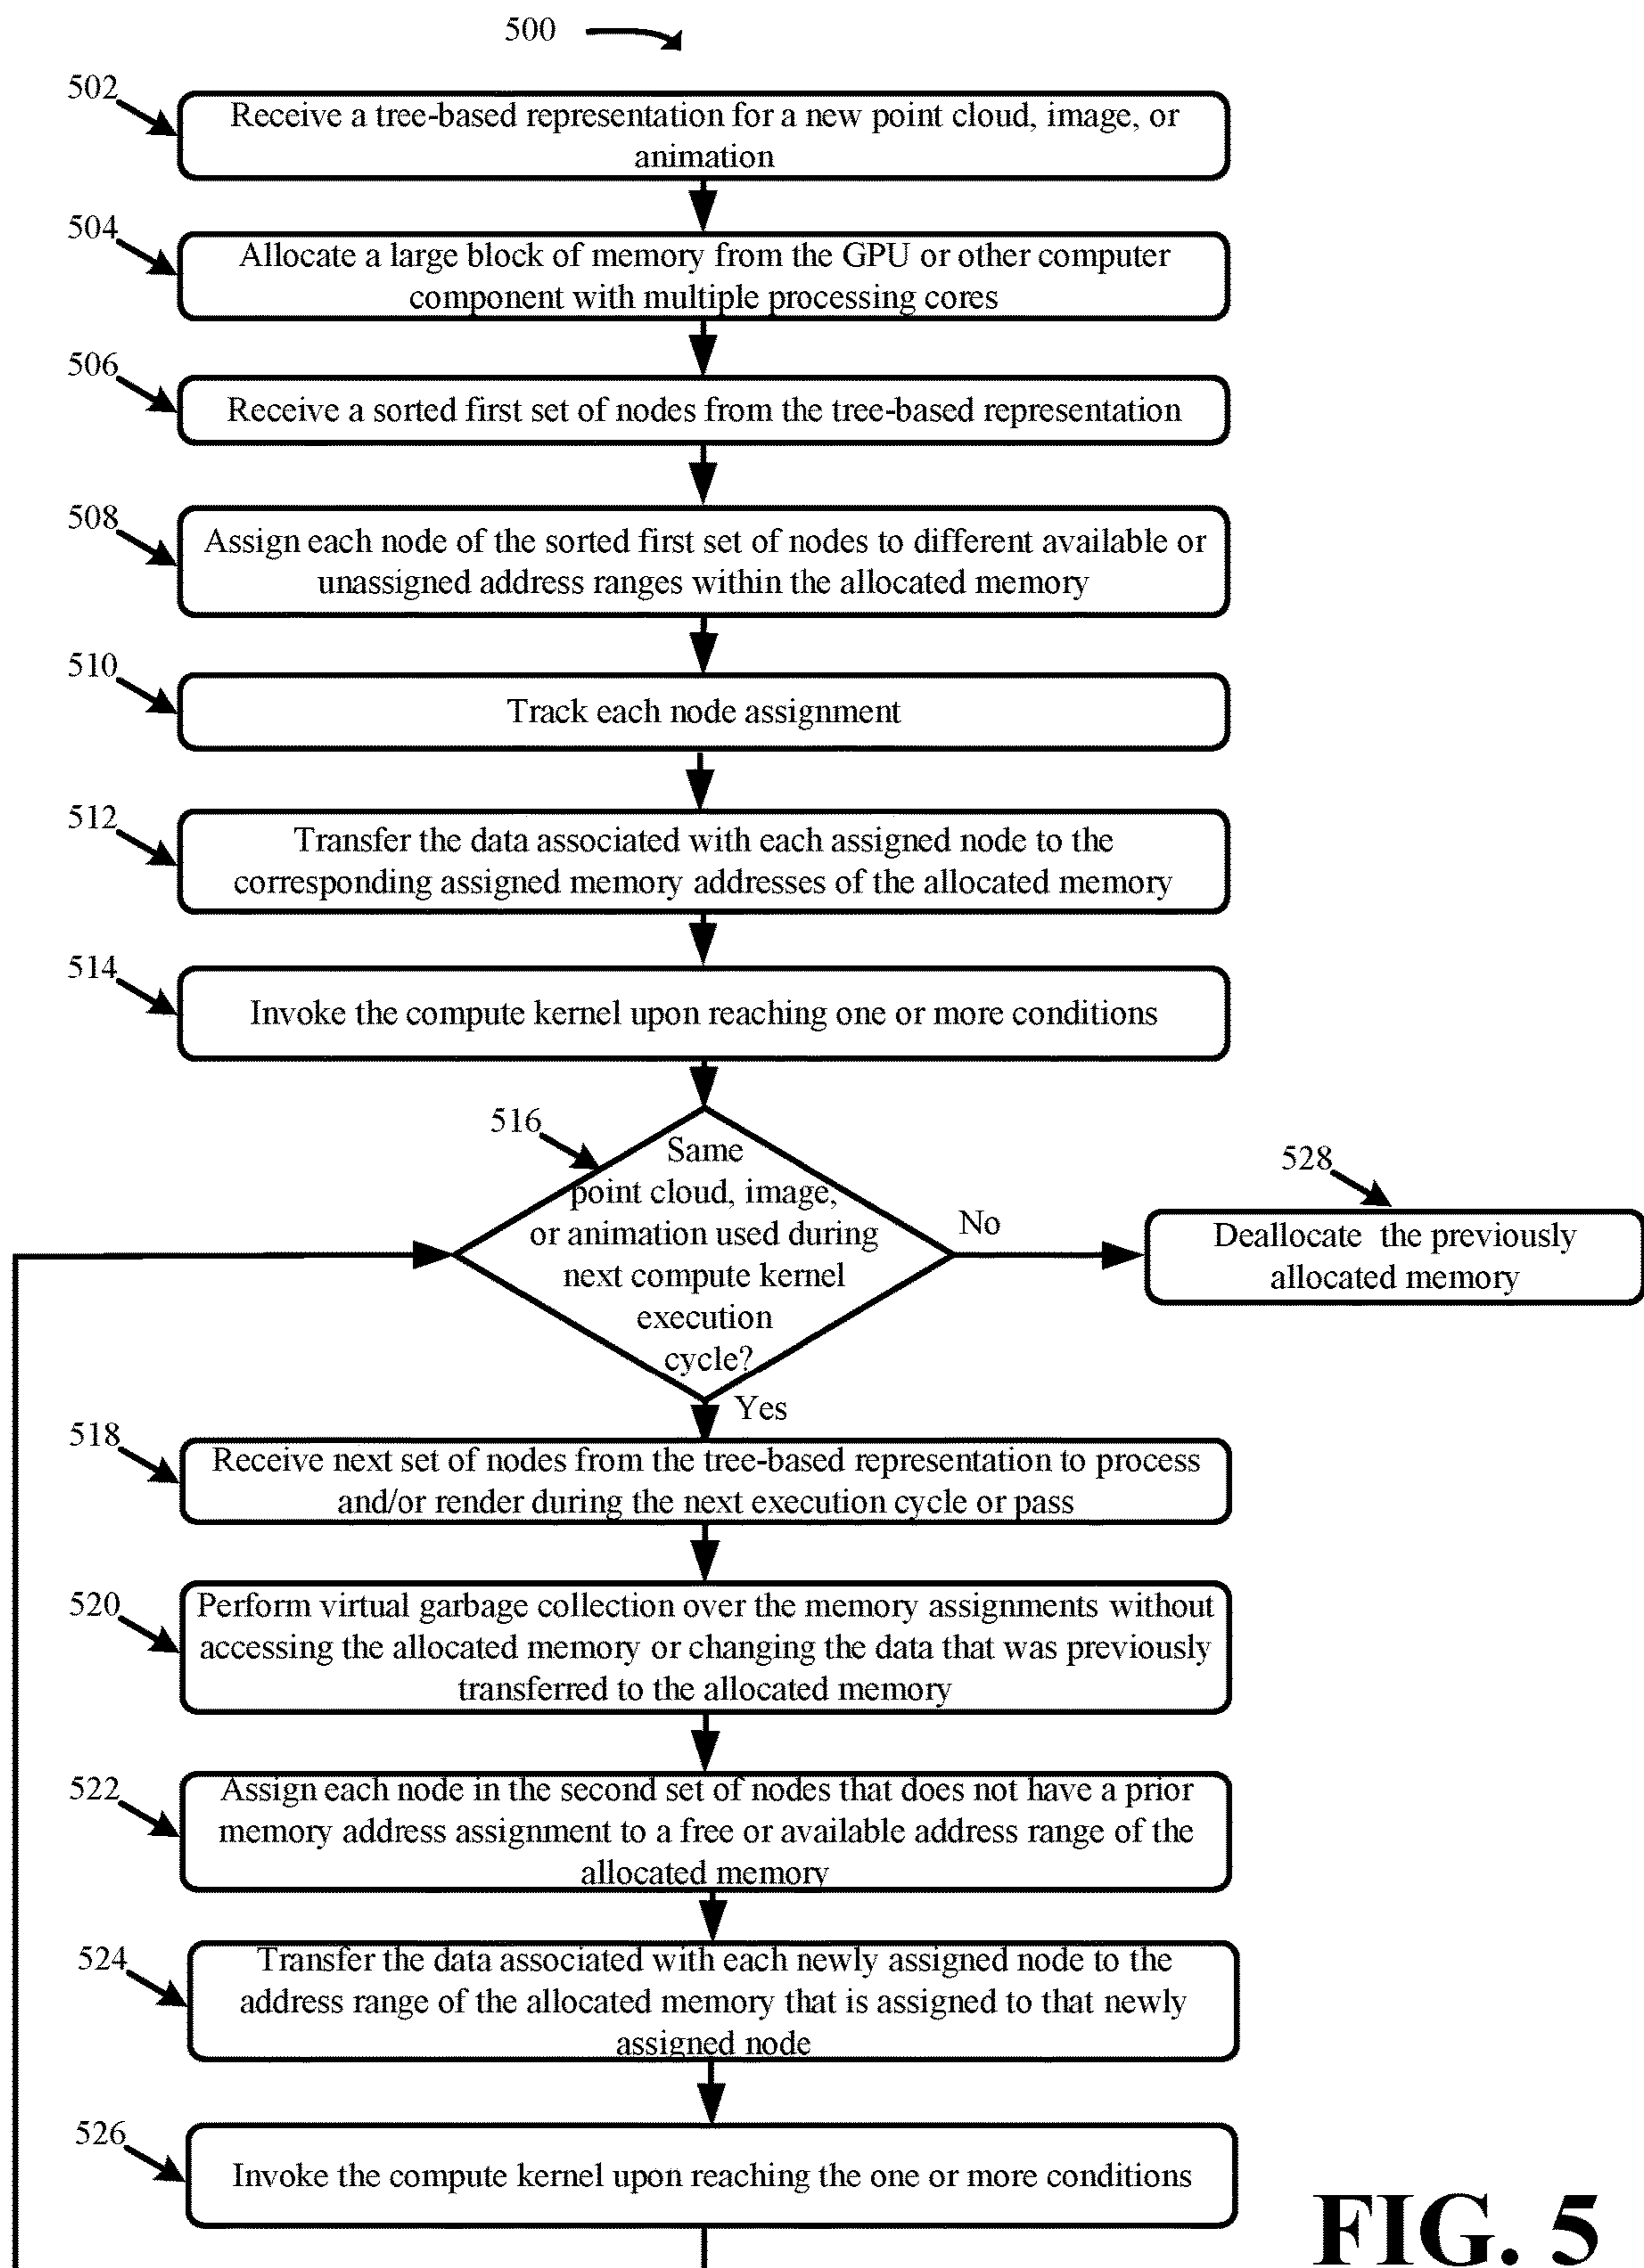 500
502
Receive a tree-based representation for a new point cloud, image, or
animation
504
Allocate a large block of memory from the GPU or other computer
component with multiple processing cores
506
Receive a sorted first set of nodes from the tree-based representation
508
Assign each node of the sorted first set of nodes to different available or
unassigned address ranges within the allocated memory
510
Track each node assignment
512
Transfer the data associated with each assigned node to the
corresponding assigned memory addresses of the allocated memory
514
Invoke the compute kernel upon reaching one or more conditions
516
Same
point cloud, image,
or animation used during
next compute kernel
execution
cycle?
No
528
Deallocate the previously
allocated memory
Yes
518
Receive next set of nodes from the tree-based representation to process
and/or render during the next execution cycle or pass
520
Perform virtual garbage collection over the memory assignments without
accessing the allocated memory or changing the data that was previously
transferred to the allocated memory
522
Assign each node in the second set of nodes that does not have a prior
memory address assignment to a free or available address range of the
allocated memory
524
Transfer the data associated with each newly assigned node to the
address range of the allocated memory that is assigned to that newly
assigned node
526
Invoke the compute kernel upon reaching the one or more conditions
FIG. 5